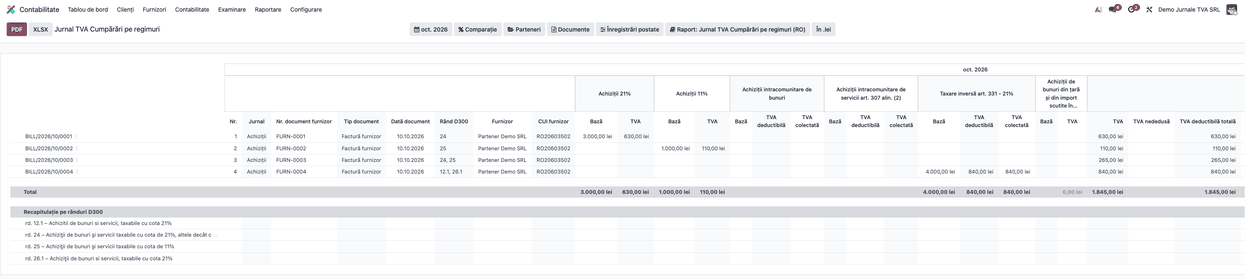 Contabilitate Tablou de bord Clienți Furnizori Contabilitate Examinare Raportare Configurare 6 2 Demo Jurnale TVA SRL
PDF XLSX Jurnal TVA Cumpărări pe regimuri oct. 2026 Comparație Parteneri Documente Înregistrări postate Raport: Jurnal TVA Cumpărări pe regimuri (RO) În .lei
oct. 2026
Achiziții 21% Achiziții 11% Achiziții intracomunitare de bunuri Achiziții intracomunitare de servicii art. 307 alin. (2) Taxare inversă art. 331 - 21% Achiziții de bunuri din țară și din import scutite în...
Nr. Jurnal Nr. document furnizor Tip document Dată document Rând D300 Furnizor CUI furnizor Bază TVA Bază TVA Bază TVA deductibilă TVA colectată Bază TVA deductibilă TVA colectată Bază TVA deductibilă TVA colectată Bază TVA TVA TVA nededusă TVA deductibilă totală
BILL/2026/10/0001 1 Achiziții FURN-0001 Factură furnizor 10.10.2026 24 Partener Demo SRL RO20603502 3.000,00 lei 630,00 lei 630,00 lei 630,00 lei
BILL/2026/10/0002 2 Achiziții FURN-0002 Factură furnizor 10.10.2026 25 Partener Demo SRL RO20603502 1.000,00 lei 110,00 lei 110,00 lei 110,00 lei
BILL/2026/10/0003 3 Achiziții FURN-0003 Factură furnizor 10.10.2026 24, 25 Partener Demo SRL RO20603502 265,00 lei 265,00 lei
BILL/2026/10/0004 4 Achiziții FURN-0004 Factură furnizor 10.10.2026 12.1, 26.1 Partener Demo SRL RO20603502 4.000,00 lei 840,00 lei 840,00 lei 840,00 lei 840,00 lei
Total 3.000,00 lei 630,00 lei 1.000,00 lei 110,00 lei 4.000,00 lei 840,00 lei 840,00 lei 0,00 lei 1.845,00 lei 1.845,00 lei
Recapitulație pe rânduri D300
rd. 12.1 – Achizitii de bunuri si servicii, taxabile cu cota 21%
rd. 24 – Achiziţii de bunuri şi servicii taxabile cu cota de 21%, altele decât c ...
rd. 25 – Achiziţii de bunuri şi servicii taxabile cu cota de 11%
rd. 26.1 – Achiziţii de bunuri si servicii, taxabile cu cota 21%